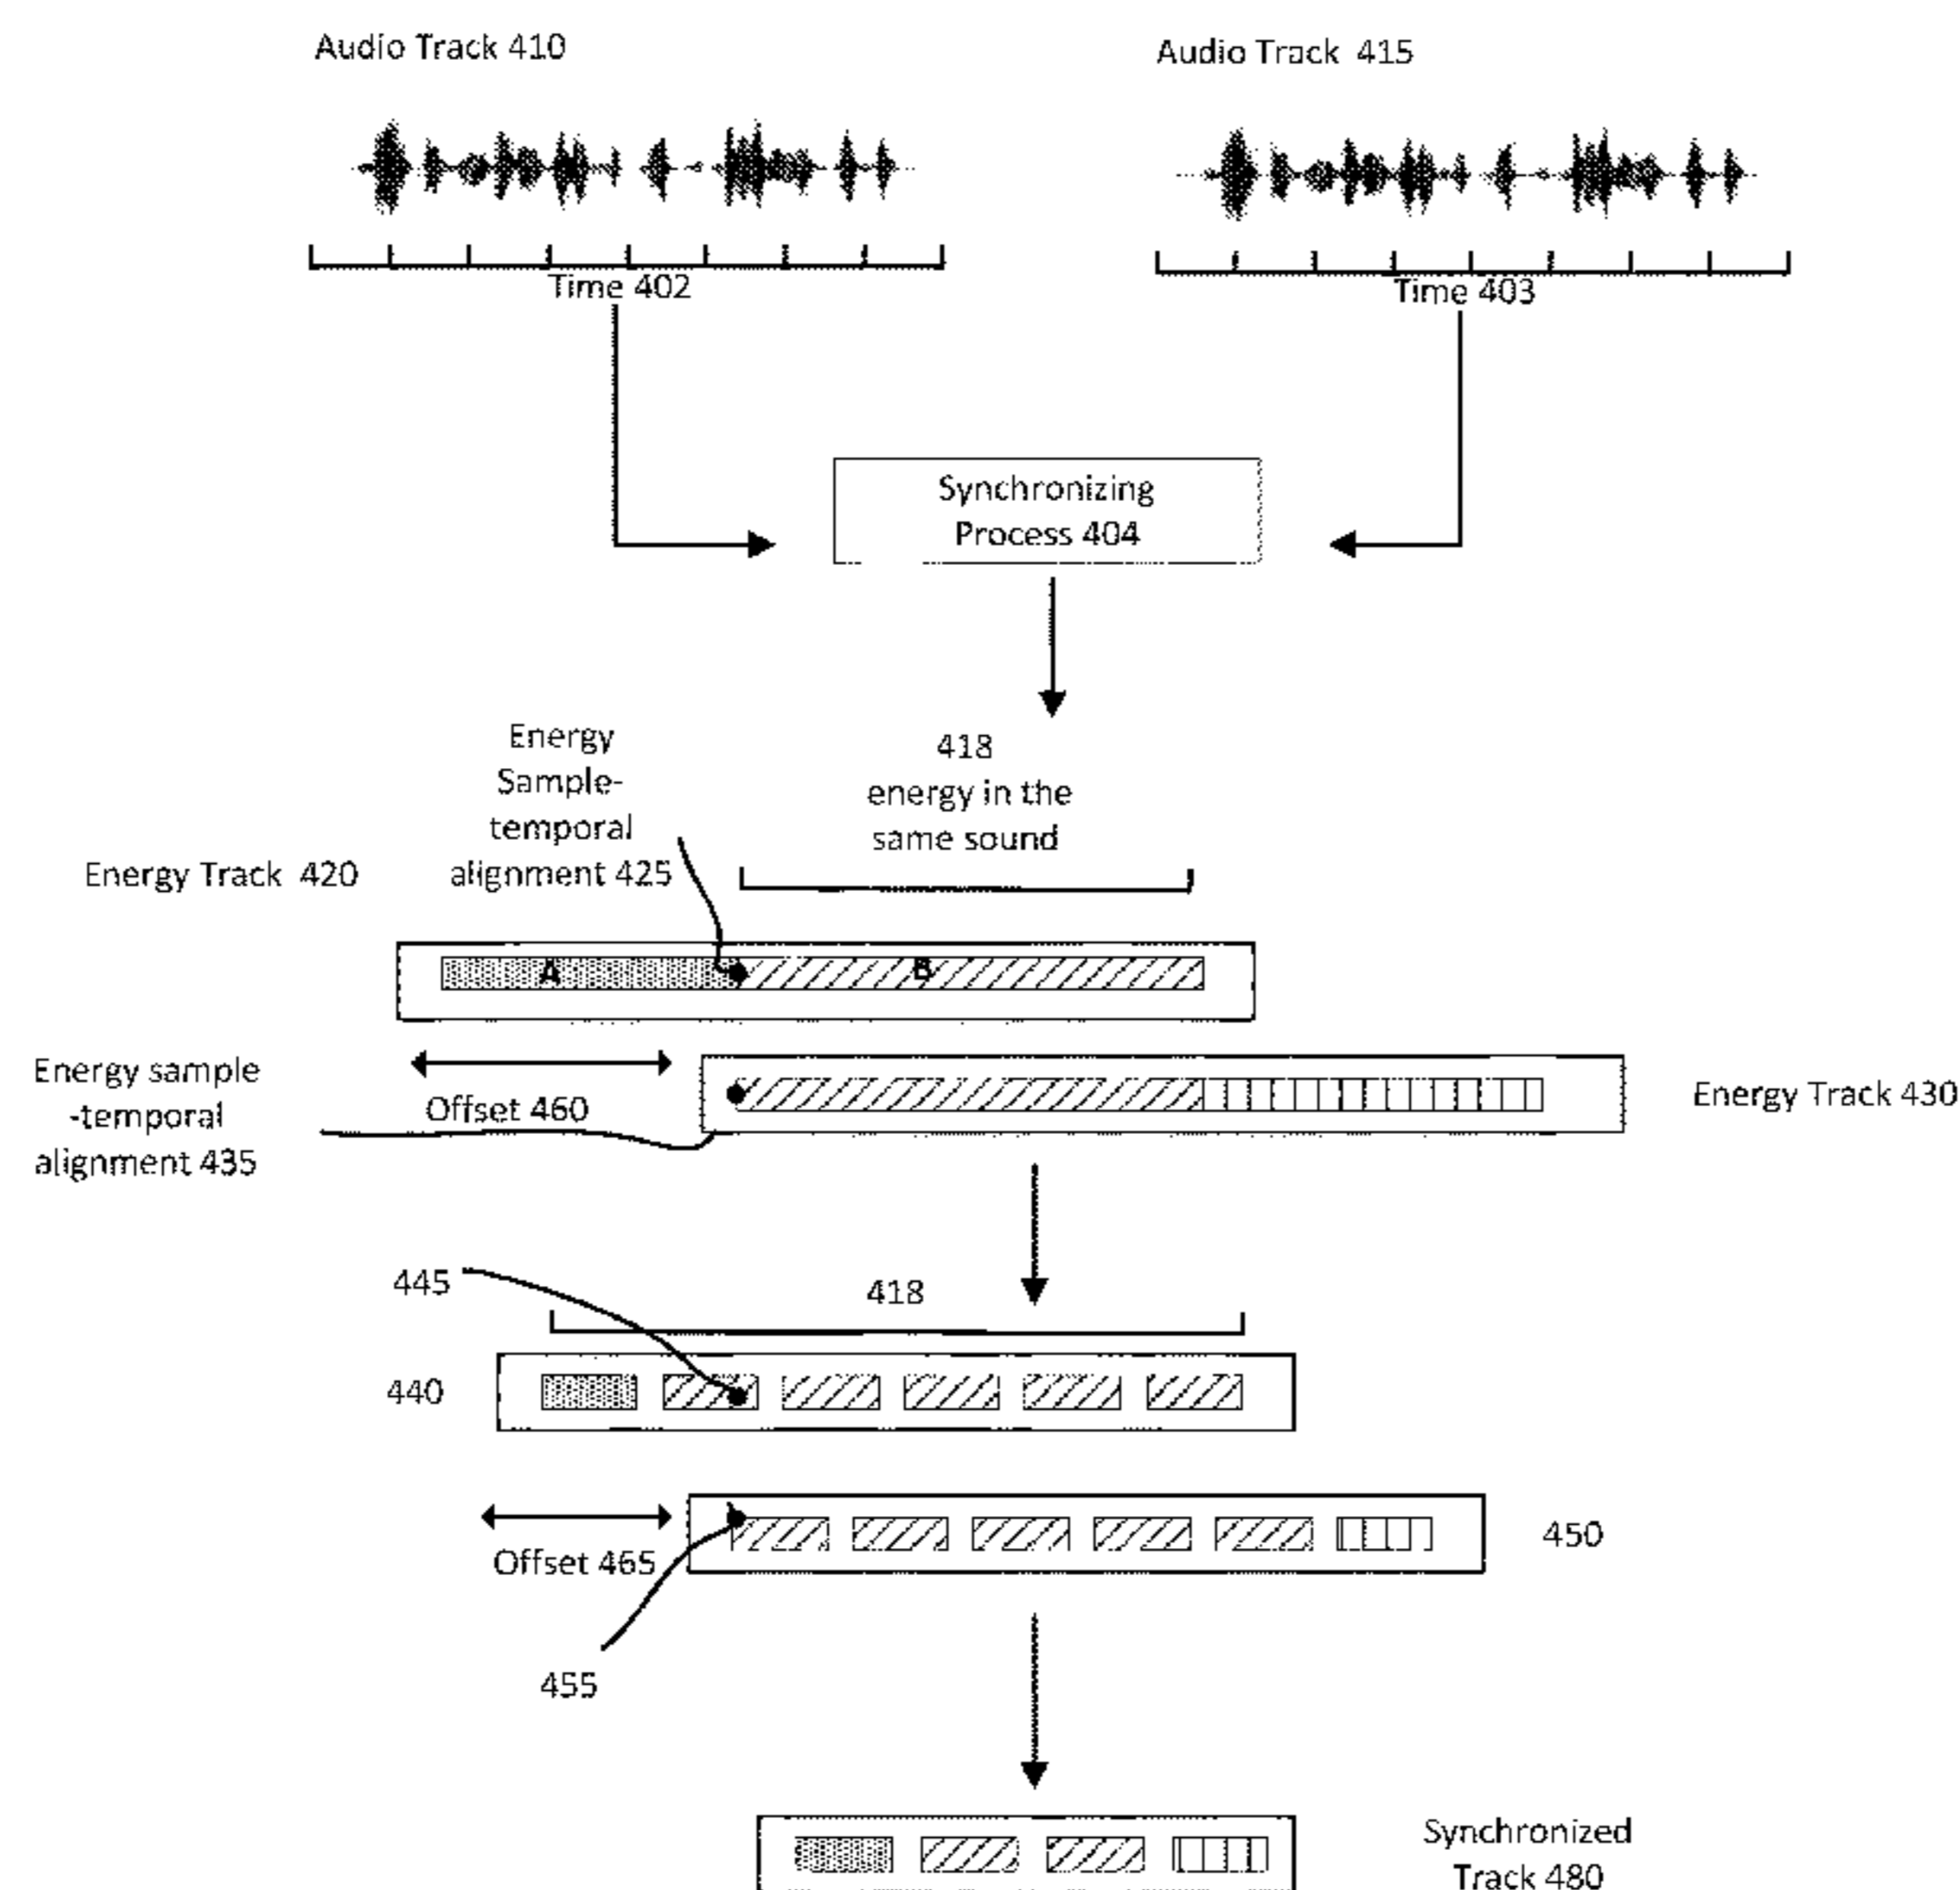 Audio Track 410
Audio Track 415
Time 402
Time 403
Synchronizing
Process 404
Energy
Sample-
temporal
alignment 425
418
energy in the
same sound
Energy Track 420
A
B
Energy sample
-temporal
alignment 435
Offset 460
Energy Track 430
445
418
440
Offset 465
450
455
Synchronized
Track 480